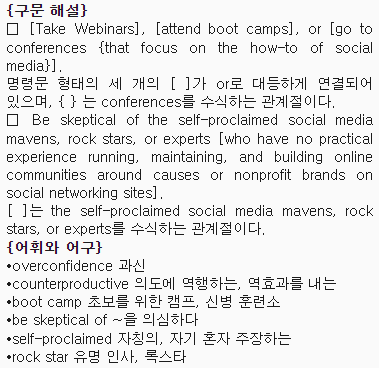 {구문 해설}
□ [Take Webinars], [attend boot camps], or [go to
conferences {that focus on the how-to of social
media}].
명령문 형태의 세 개의 [ ]가 or로 대등하게 연결되어
있으며, { } 는 conferences를 수식하는 관계절이다.
□ Be skeptical of the self-proclaimed social media
mavens, rock stars, or experts [who have no practical
experience running, maintaining, and building online
communities around causes or nonprofit brands on
social networking sites].
[ ]는 the self-proclaimed social media mavens, rock
stars, or experts를 수식하는 관계절이다.
{어휘와 어구}
•overconfidence 과신
•counterproductive 의도에 역행하는, 역효과를 내는
•boot camp 초보를 위한 캠프, 신병 훈련소
•be skeptical of ~을 의심하다
•self-proclaimed 자칭의, 자기 혼자 주장하는
•rock star 유명 인사, 록스타